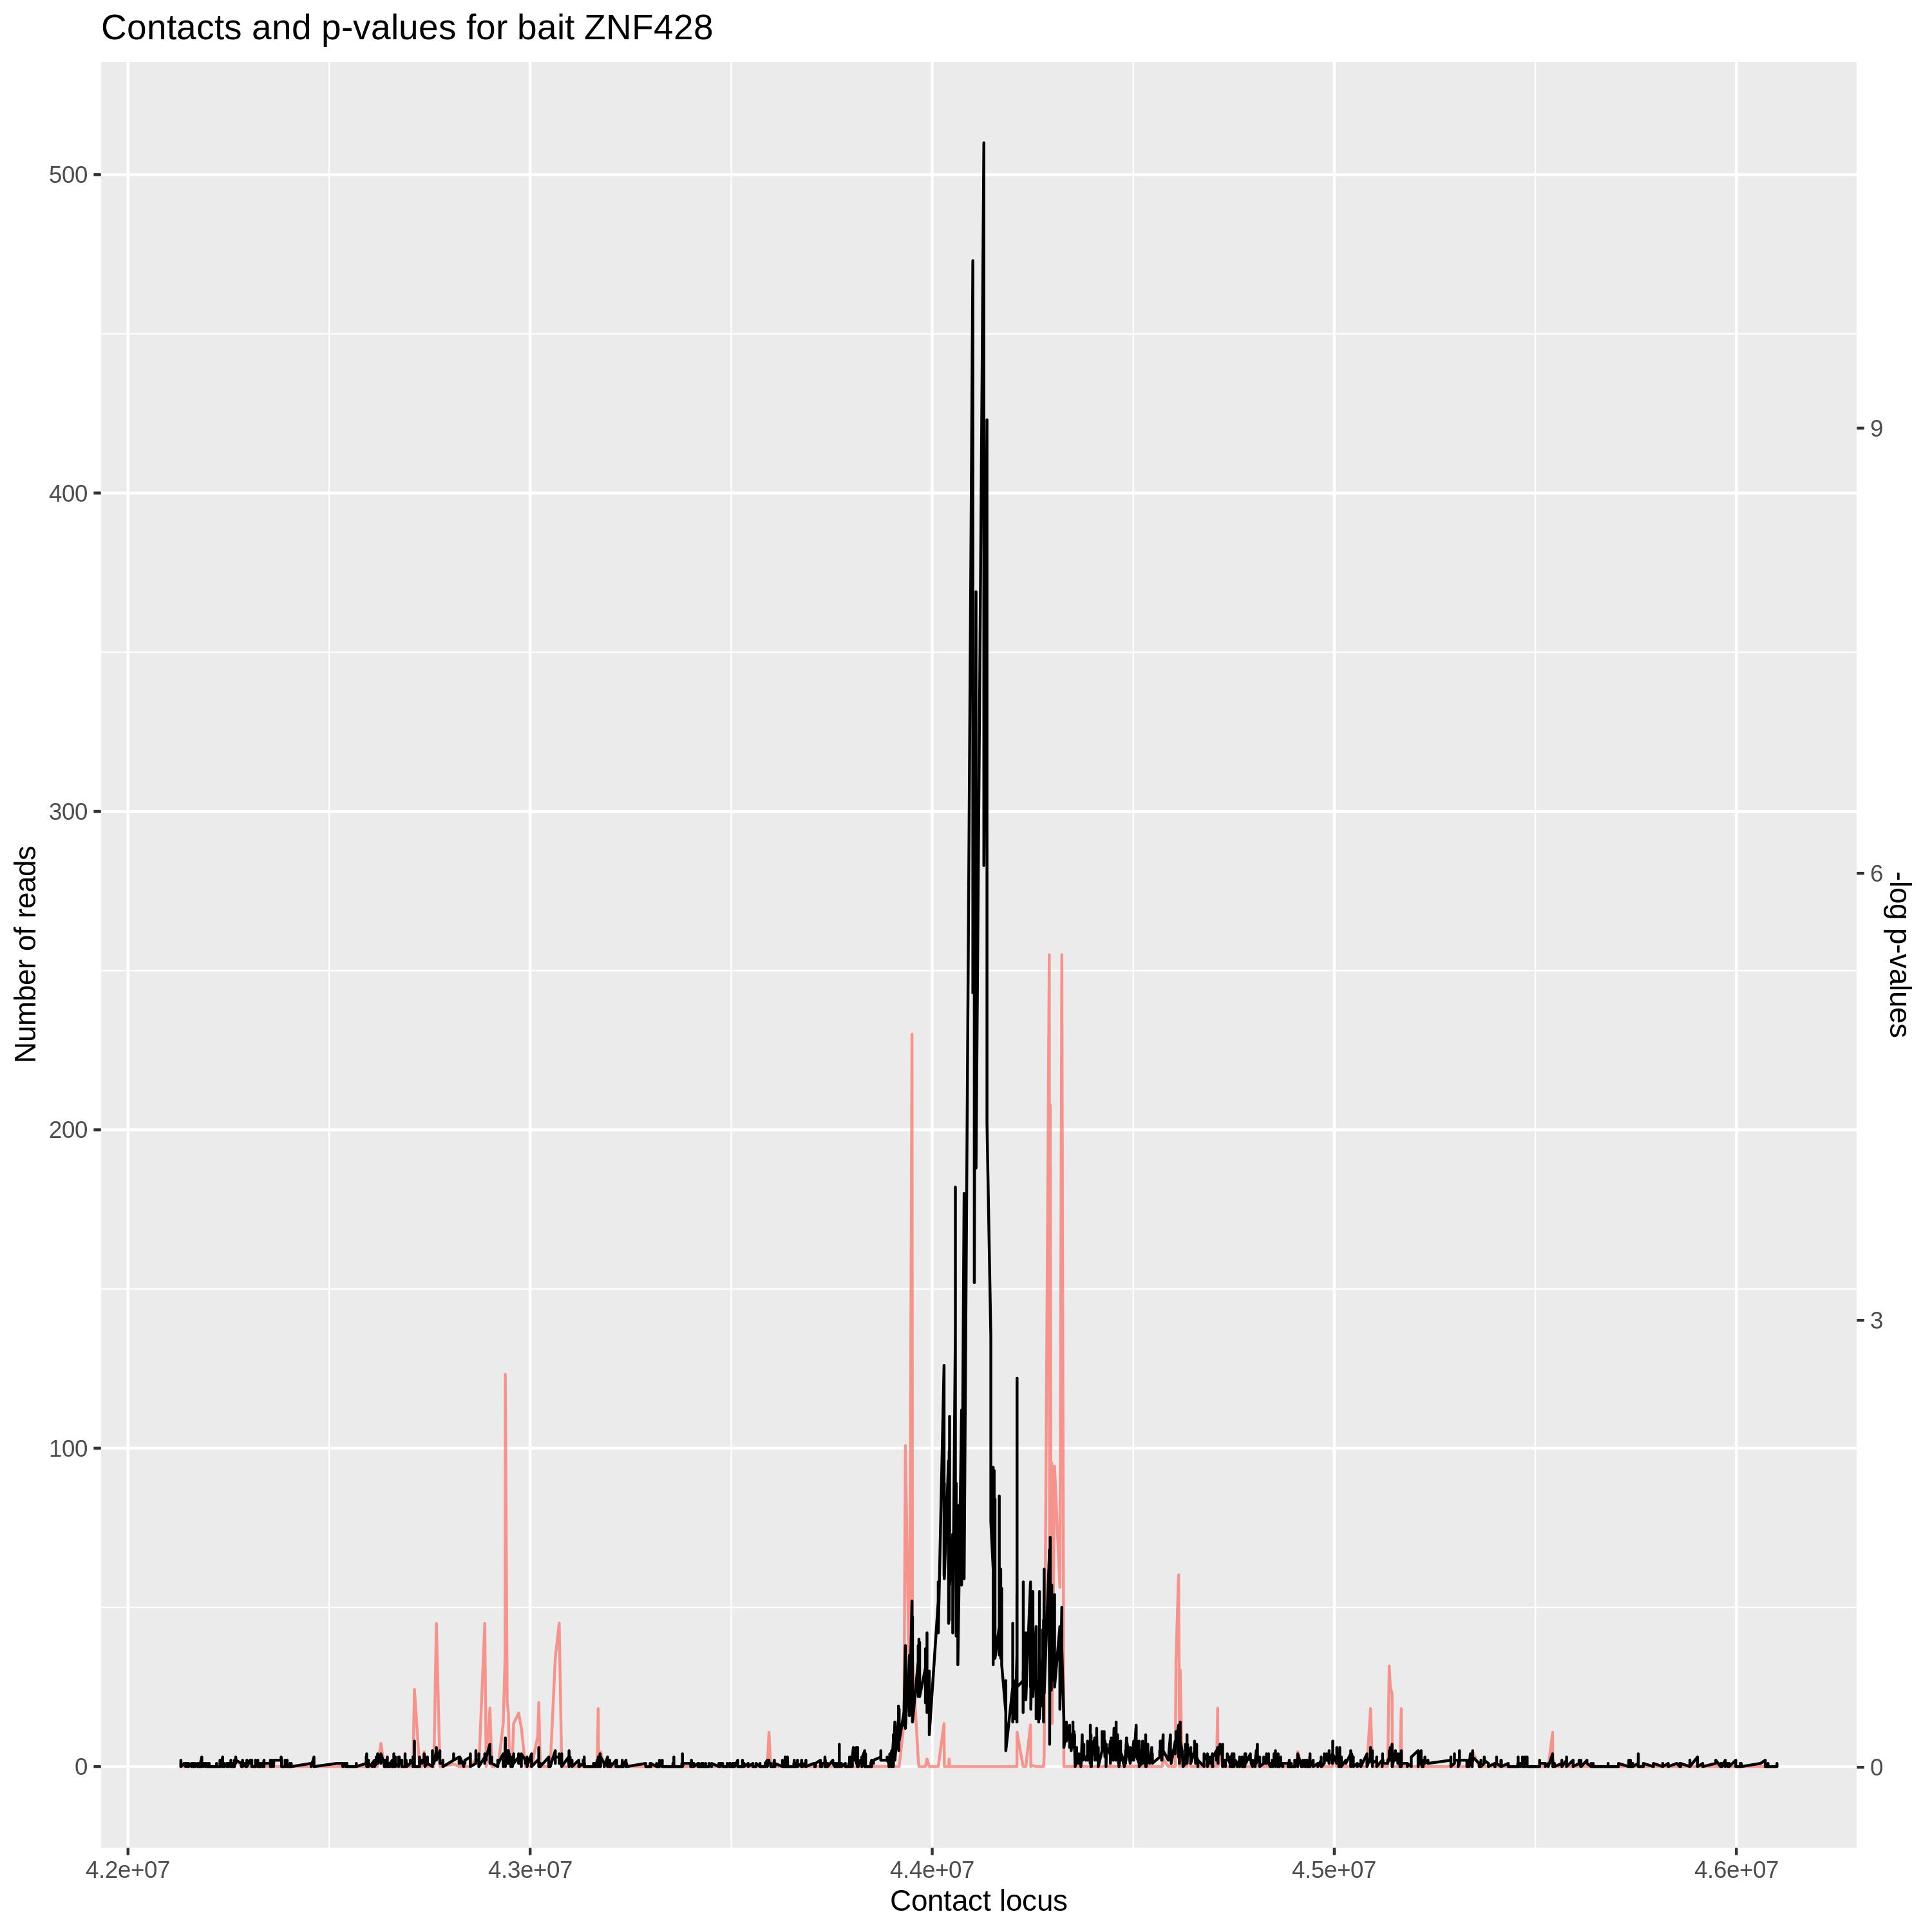 Contacts and p-values for bait ZNF428
500
400
300
200
100
0
9
6
3
0
Number of reads
-log p-values
4.2e+07
4.3e+07
4.4e+07
4.5e+07
4.6e+07
Contact locus